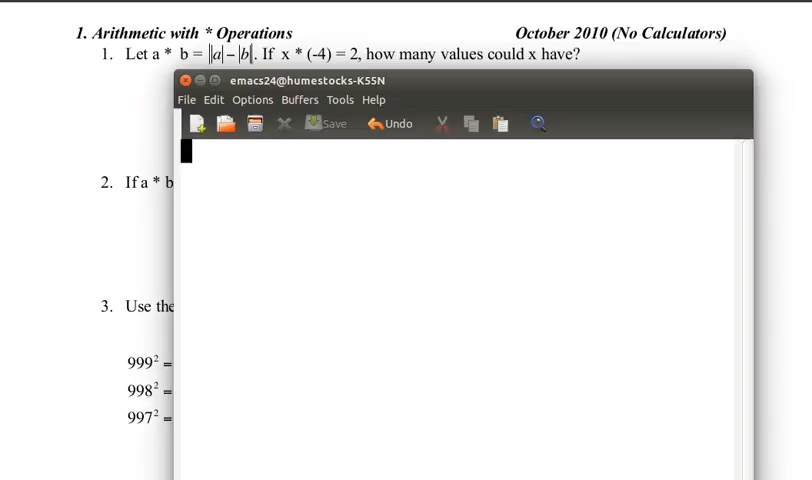 1. Arithmetic with * Operations October 2010 (No Calculators)
1. Let a * b = ||a| – |b||. If x * (-4) = 2, how many values could x have?
emacs24@humestocks-K55N
File Edit Options Buffers Tools Help
Save Undo
2. If a * b
3. Use the
999² =
998² =
997² =